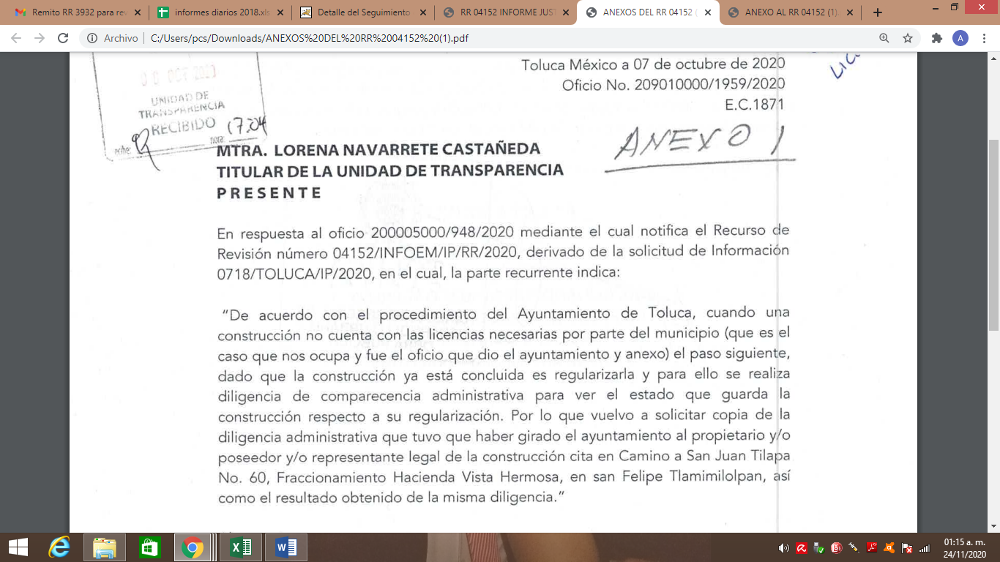 Remito RR 3932 para rev
informes diarios 2018.xls
Detalle del Seguimiento
RR 04152 INFORME JUST
ANEXOS DEL RR 04152 (
ANEXO AL RR 04152 (1).
Archivo
C:/Users/pcs/Downloads/ANEXOS%20DEL%20RR%2004152%20(1).pdf
A
OCT 2020
UNIDAD DE
TRANSPARENCIA
RECIBIDO 17:04
hora:
Toluca México a 07 de octubre de 2020
Oficio No. 209010000/1959/2020
E.C.1871
LIC
ANEXO 1
MTRA. LORENA NAVARRETE CASTAÑEDA
TITULAR DE LA UNIDAD DE TRANSPARENCIA
P R E S E N T E
En respuesta al oficio 200005000/948/2020 mediante el cual notifica el Recurso de
Revisión número 04152/INFOEM/IP/RR/2020, derivado de la solicitud de Información
0718/TOLUCA/IP/2020, en el cual, la parte recurrente indica:
“De acuerdo con el procedimiento del Ayuntamiento de Toluca, cuando una
construcción no cuenta con las licencias necesarias por parte del municipio (que es el
caso que nos ocupa y fue el oficio que dio el ayuntamiento y anexo) el paso siguiente,
dado que la construcción ya está concluida es regularizarla y para ello se realiza
diligencia de comparecencia administrativa para ver el estado que guarda la
construcción respecto a su regularización. Por lo que vuelvo a solicitar copia de la
diligencia administrativa que tuvo que haber girado el ayuntamiento al propietario y/o
poseedor y/o representante legal de la construcción cita en Camino a San Juan Tilapa
No. 60, Fraccionamiento Hacienda Vista Hermosa, en san Felipe Tlamimilolpan, así
como el resultado obtenido de la misma diligencia.”
01:15 a. m.
24/11/2020